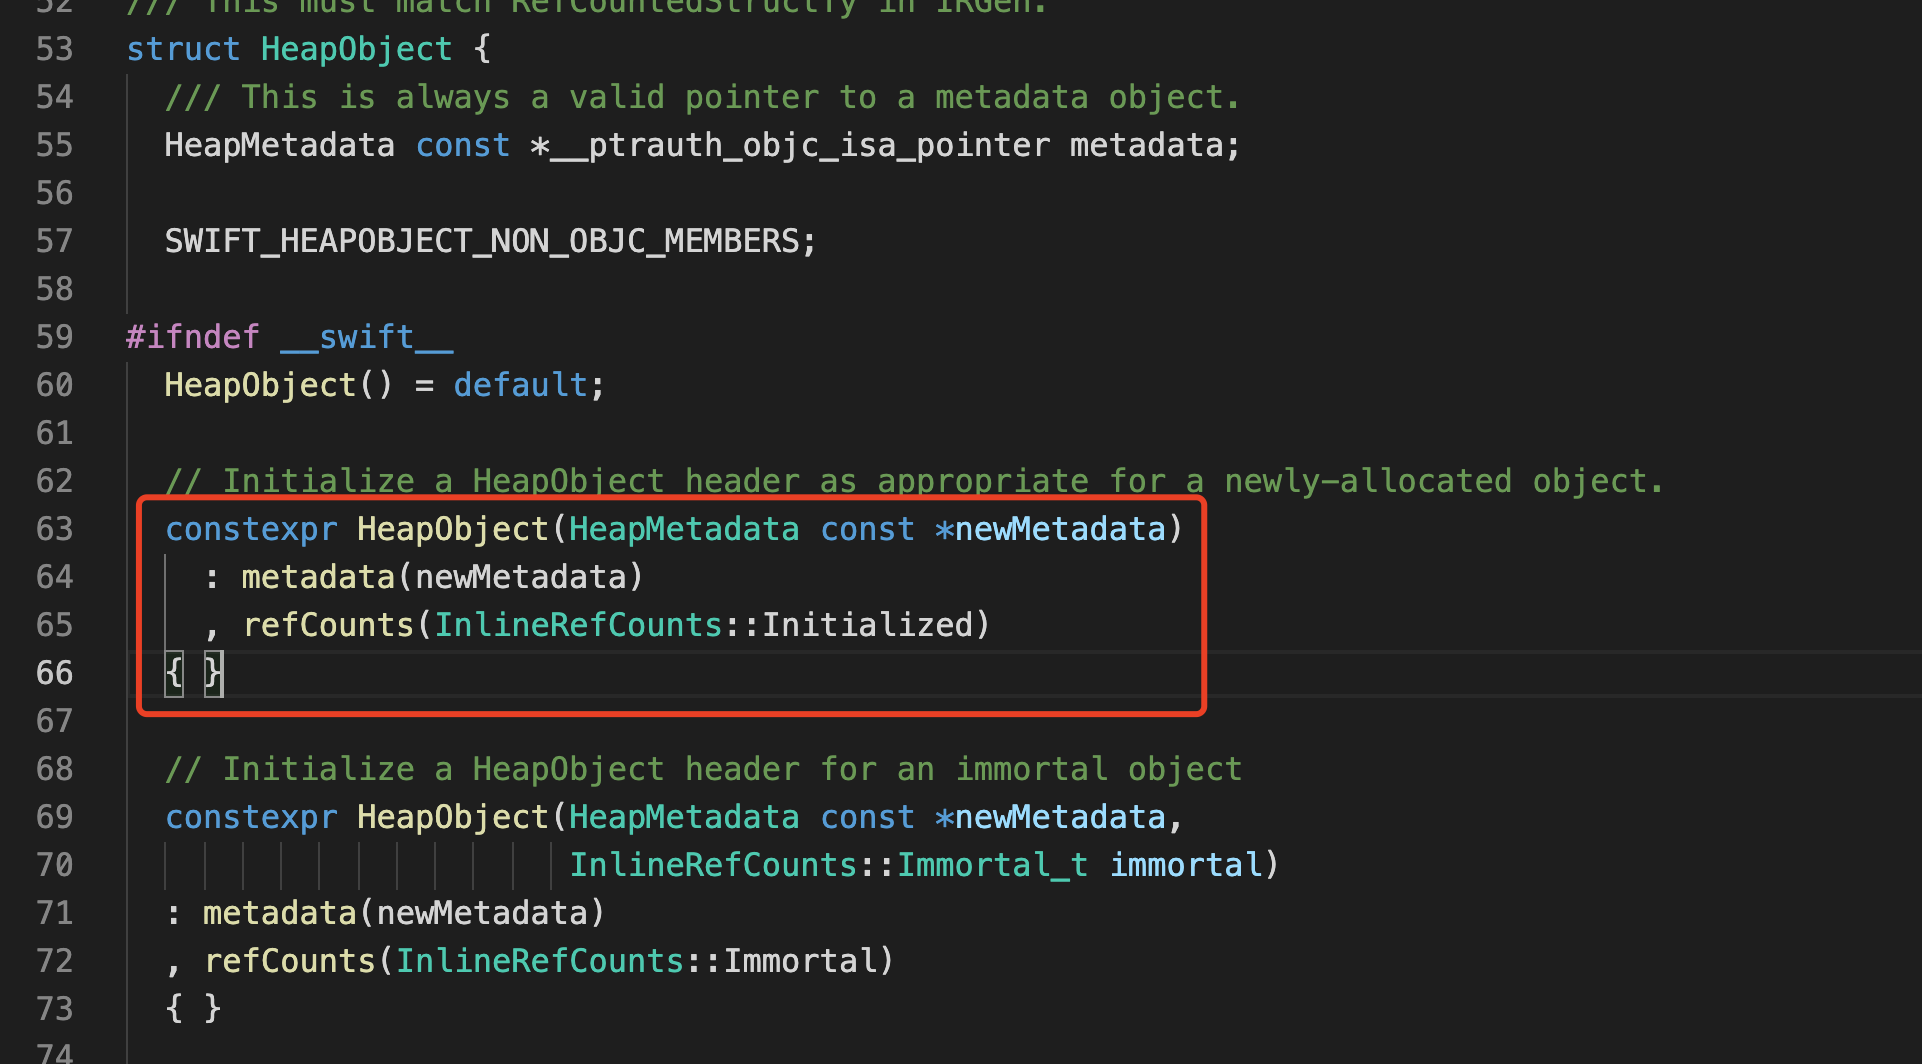 52 /// This must match RefCountedStructTy in IRGen.
53 struct HeapObject {
54 /// This is always a valid pointer to a metadata object.
55 HeapMetadata const *__ptrauth_objc_isa_pointer metadata;
56
57 SWIFT_HEAPOBJECT_NON_OBJC_MEMBERS;
58
59 #ifndef __swift__
60 HeapObject() = default;
61
62 // Initialize a HeapObject header as appropriate for a newly-allocated object.
63 constexpr HeapObject(HeapMetadata const *newMetadata)
64 : metadata(newMetadata)
65 , refCounts(InlineRefCounts::Initialized)
66 { }
67
68 // Initialize a HeapObject header for an immortal object
69 constexpr HeapObject(HeapMetadata const *newMetadata,
70 InlineRefCounts::Immortal_t immortal)
71 : metadata(newMetadata)
72 , refCounts(InlineRefCounts::Immortal)
73 { }
74